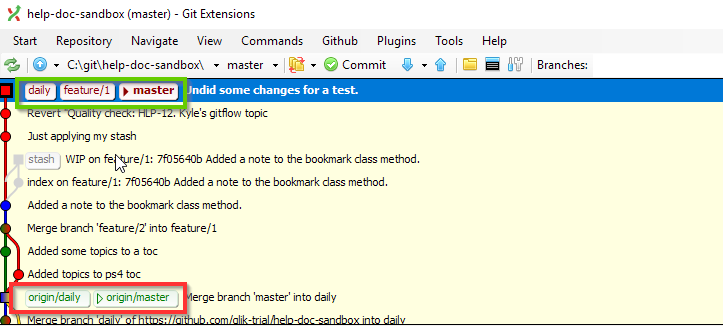 help-doc-sandbox (master) - Git Extensions
Start Repository Navigate View Commands Github Plugins Tools Help
C:\git\help-doc-sandbox\ master Commit Branches:
daily feature/1 master Undid some changes for a test.
Revert "Quality check: HLP-12. Kyle's gitflow topic
Just applying my stash
stash WIP on feature/1: 7f05640b Added a note to the bookmark class method.
index on feature/1: 7f05640b Added a note to the bookmark class method.
Added a note to the bookmark class method.
Merge branch 'feature/2' into feature/1
Added some topics to a toc
Added topics to ps4 toc
origin/daily origin/master Merge branch 'master' into daily
Merge branch 'daily' of https://github.com/qlik-trial/help-doc-sandbox into daily